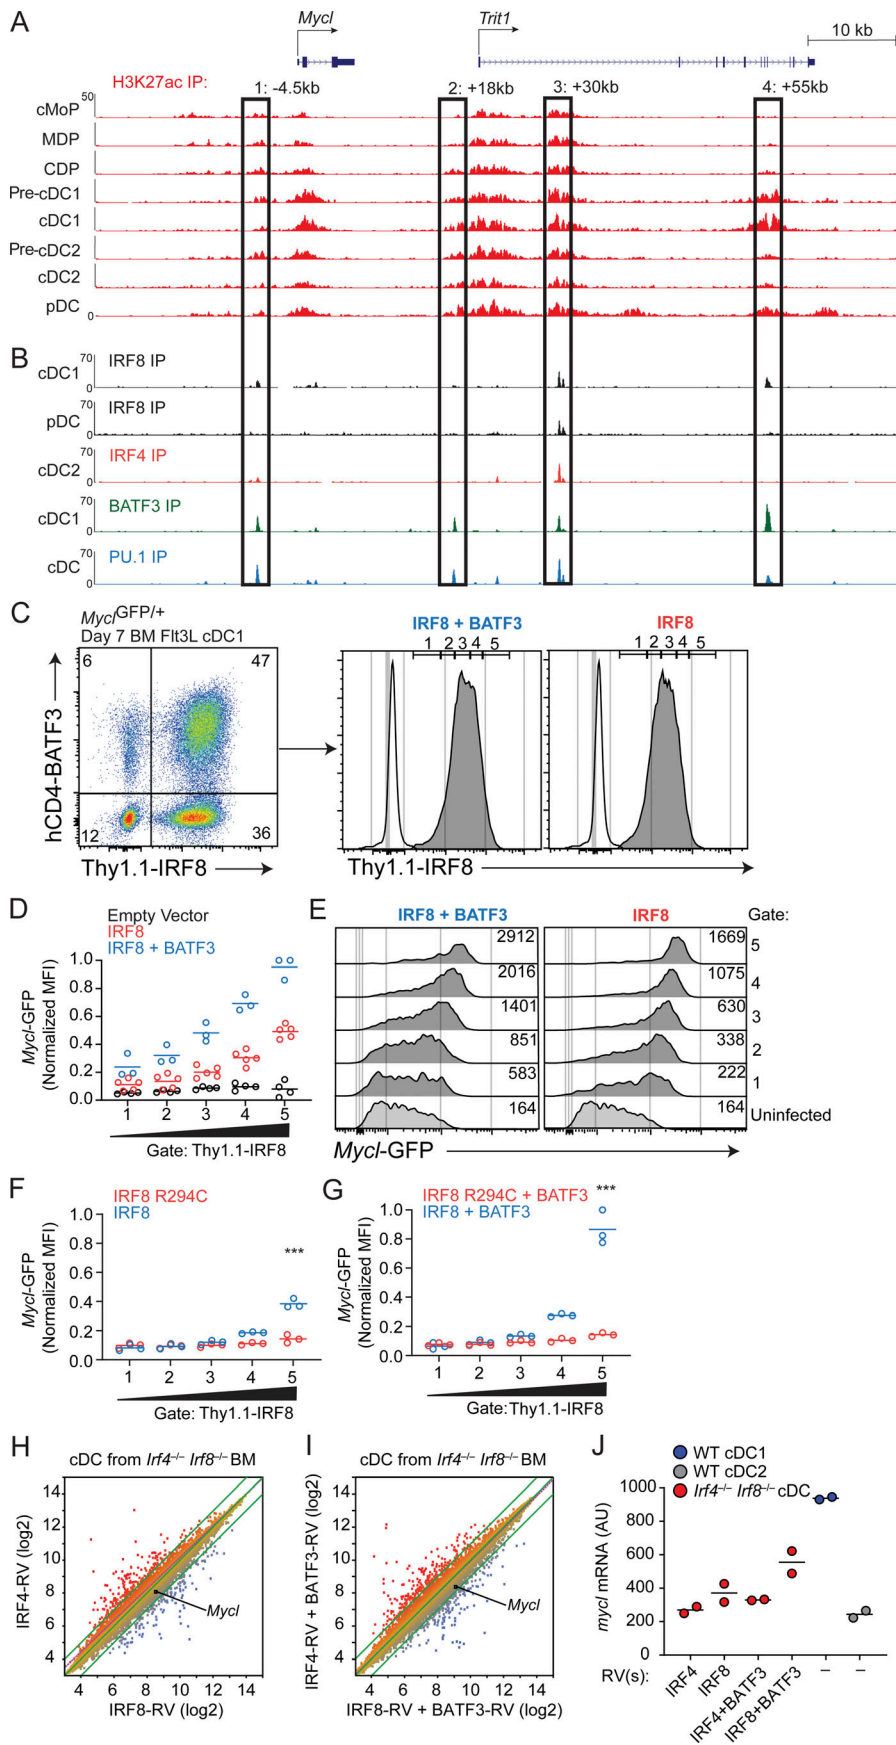 A
Mycl
Trit1
10 kb
H3K27ac IP:
1: -4.5kb
2: +18kb
3: +30kb
4: +55kb
50
cMoP
MDP
CDP
Pre-cDC1
cDC1
Pre-cDC2
cDC2
pDC
0
B
70
cDC1
IRF8 IP
0
70
pDC
IRF8 IP
0
70
cDC2
IRF4 IP
0
70
cDC1
BATF3 IP
0
70
cDC
PU.1 IP
0
C
Mycl GFP/+
Day 7 BM Flt3L cDC1
6
47
12
36
hCD4-BATF3
Thy1.1-IRF8
IRF8 + BATF3
1 2 3 4 5
IRF8
1 2 3 4 5
Thy1.1-IRF8
D
Empty Vector
IRF8
IRF8 + BATF3
Mycl-GFP
(Normalized MFI)
1.0
0.8
0.6
0.4
0.2
0.0
1 2 3 4 5
Gate: Thy1.1-IRF8
E
IRF8 + BATF3
IRF8
Gate:
2912
1669
5
2016
1075
4
1401
630
3
851
338
2
583
222
1
164
164
Uninfected
Mycl-GFP
F
IRF8 R294C
IRF8
Mycl-GFP
(Normalized MFI)
1.0
0.8
0.6
0.4
0.2
0.0
***
1 2 3 4 5
Gate: Thy1.1-IRF8
G
IRF8 R294C + BATF3
IRF8 + BATF3
***
Mycl-GFP
(Normalized MFI)
1.0
0.8
0.6
0.4
0.2
0.0
1 2 3 4 5
Gate:Thy1.1-IRF8
H
cDC from Irf4–/– Irf8–/– BM
IRF4-RV (log2)
14
12
10
8
6
4
Mycl
4 6 8 10 12 15
IRF8-RV (log2)
I
cDC from Irf4–/– Irf8–/– BM
IRF4-RV + BATF3-RV (log2)
14
12
10
8
6
4
Mycl
4 6 8 10 12 15
IRF8-RV + BATF3-RV (log2)
J
WT cDC1
WT cDC2
Irf4–/– Irf8–/– cDC
mycl mRNA (AU)
1000
800
600
400
200
0
RV(s):
IRF4
IRF8
IRF4+BATF3
IRF8+BATF3
–
–